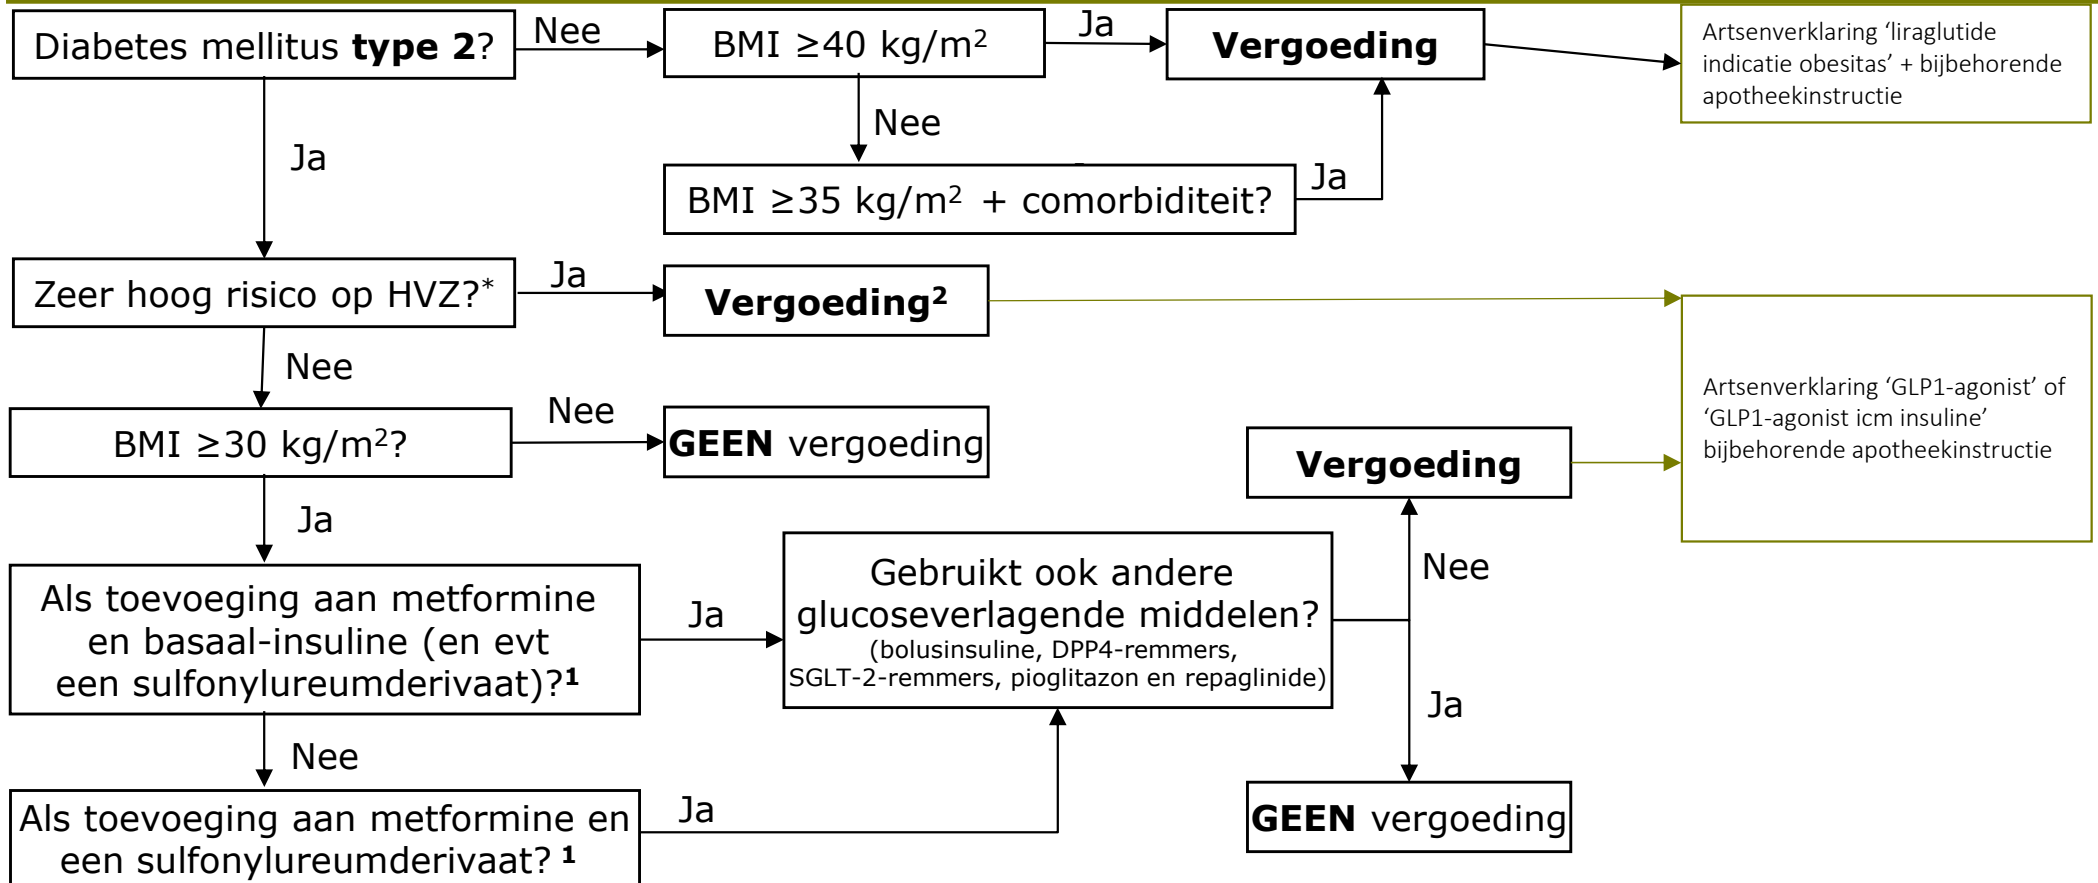 Diabetes mellitus type 2?
Nee
BMI ≥40 kg/m²
Ja
Vergoeding
Artsenverklaring ‘liraglutide
indicatie obesitas’ + bijbehorende
apotheekinstructie
Ja
Nee
BMI ≥35 kg/m² + comorbiditeit?
Ja
Zeer hoog risico op HVZ?*
Ja
Vergoeding²
Nee
BMI ≥30 kg/m²?
Nee
GEEN vergoeding
Vergoeding
Artsenverklaring ‘GLP1-agonist’ of
‘GLP1-agonist icm insuline’
bijbehorende apotheekinstructie
Ja
Als toevoeging aan metformine
en basaal-insuline (en evt
een sulfonylureumderivaat)?¹
Ja
Gebruikt ook andere
glucoseverlagende middelen?
(bolusinsuline, DPP4-remmers,
SGLT-2-remmers, pioglitazon en repaglinide)
Nee
Ja
Nee
Als toevoeging aan metformine en
een sulfonylureumderivaat? ¹
Ja
GEEN vergoeding